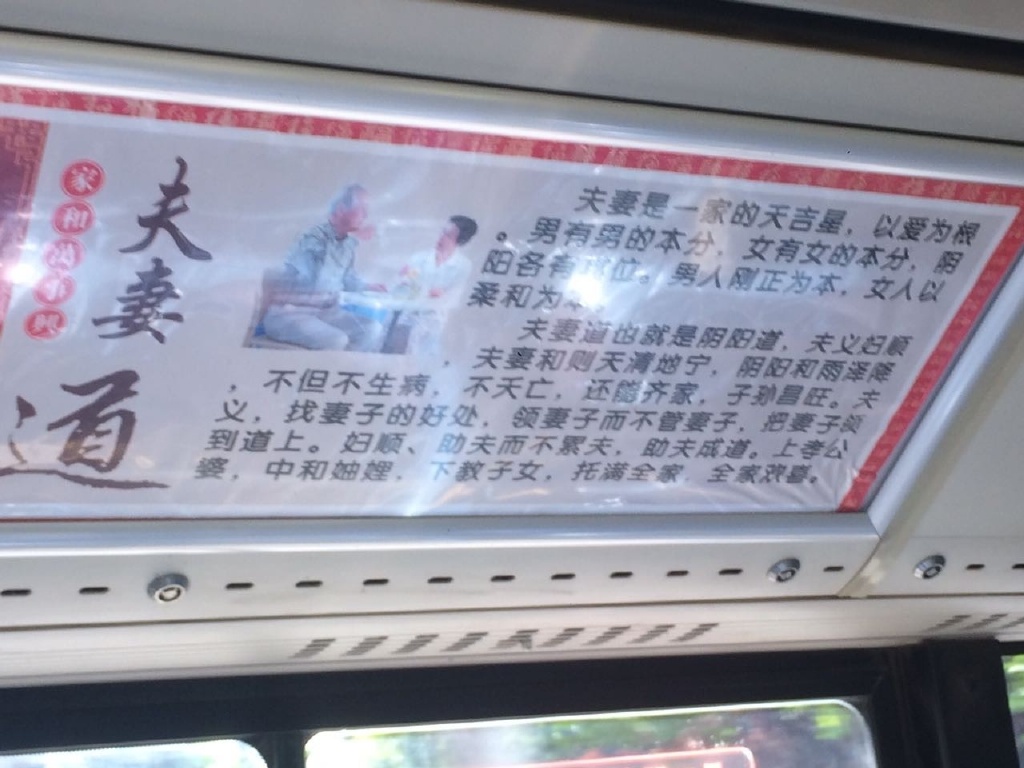 家和万事兴
夫妻道
夫妻是一家的天吉星，以爱为根
。男有男的本分，女有女的本分，阴
阳各有 位。男人刚正为本，女人以
柔和为本
夫妻道也就是阴阳道，夫义妇顺
，夫妻和则天清地宁，阴阳和雨泽降
，不但不生病，不夭亡，还能齐家，子孙昌旺。夫
义，找妻子的好处，领妻子而不管妻子，把妻子领
到道上。妇顺、助夫而不累夫，助夫成道。上孝公
婆，中和妯娌，下教子女，托满全家，全家欢喜。